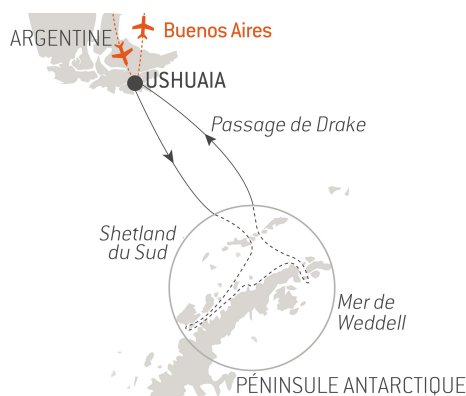 Buenos Aires
ARGENTINE
USHUAIA
Passage de Drake
Shetland
du Sud
Mer de
Weddell
PÉNINSULE ANTARCTIQUE